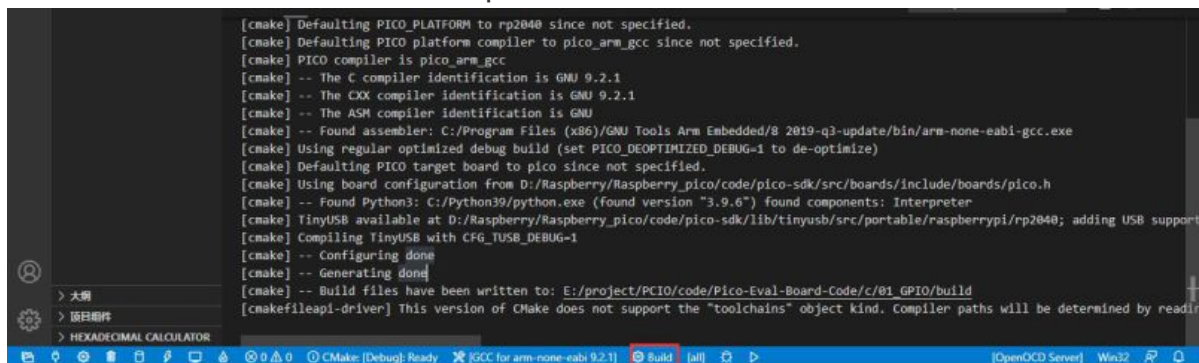 [cmake] Defaulting PICO_PLATFORM to rp2040 since not specified.
[cmake] Defaulting PICO platform compiler to pico_arm_gcc since not specified.
[cmake] PICO compiler is pico_arm_gcc
[cmake] -- The C compiler identification is GNU 9.2.1
[cmake] -- The CXX compiler identification is GNU 9.2.1
[cmake] -- The ASM compiler identification is GNU
[cmake] -- Found assembler: C:/Program Files (x86)/GNU Tools Arm Embedded/8 2019-q3-update/bin/arm-none-eabi-gcc.exe
[cmake] Using regular optimized debug build (set PICO_DEOPTIMIZED_DEBUG=1 to de-optimize)
[cmake] Defaulting PICO target board to pico since not specified.
[cmake] Using board configuration from D:/Raspberry/Raspberry_pico/code/pico-sdk/src/boards/include/boards/pico.h
[cmake] -- Found Python3: C:/Python39/python.exe (found version "3.9.6") found components: Interpreter
[cmake] TinyUSB available at D:/Raspberry/Raspberry_pico/code/pico-sdk/lib/tinyusb/src/portable/raspberrypi/rp2040; adding USB support
[cmake] Compiling TinyUSB with CFG_TUSB_DEBUG=1
[cmake] -- Configuring done
[cmake] -- Generating done
[cmake] -- Build files have been written to: E:/project/PCIO/code/Pico-Eval-Board-Code/c/01_GPIO/build
[cmakefileapi-driver] This version of CMake does not support the "toolchains" object kind. Compiler paths will be determined by readin
> 大纲
> 项目组件
> HEXADECIMAL CALCULATOR
0 0 CMake: [Debug]: Ready [GCC for arm-none-eabi 9.2.1] Build [all] [OpenOCD Server] Win32